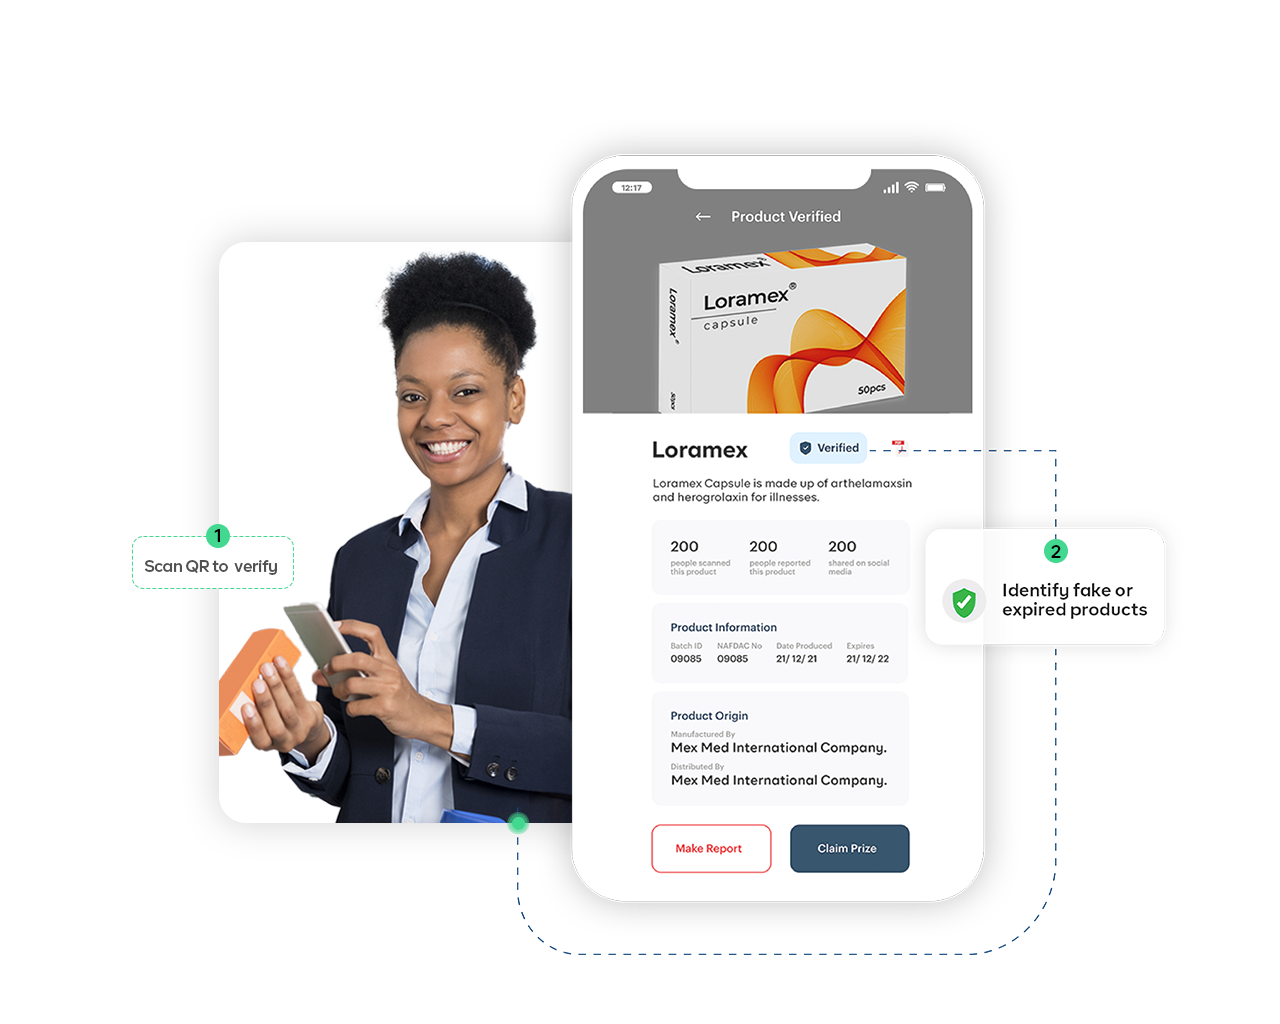 12:17
Product Verified
Loramex
Loramex®
Loramex®
capsule
50pcs
50pcs
Loramex
Verified
PDF
Loramex Capsule is made up of arthelamaxsin
and herogrolaxin for illnesses.
200
people scanned
this product
200
people reported
this product
200
shared on social
media
Product Information
Batch ID
NAFDAC No
Date Produced
Expires
09085
09085
21/ 12/ 21
21/ 12/ 22
Product Origin
Manufactured By
Mex Med International Company.
Distributed By
Mex Med International Company.
Make Report
Claim Prize
1
Scan QR to verify
2
Identify fake or
expired products